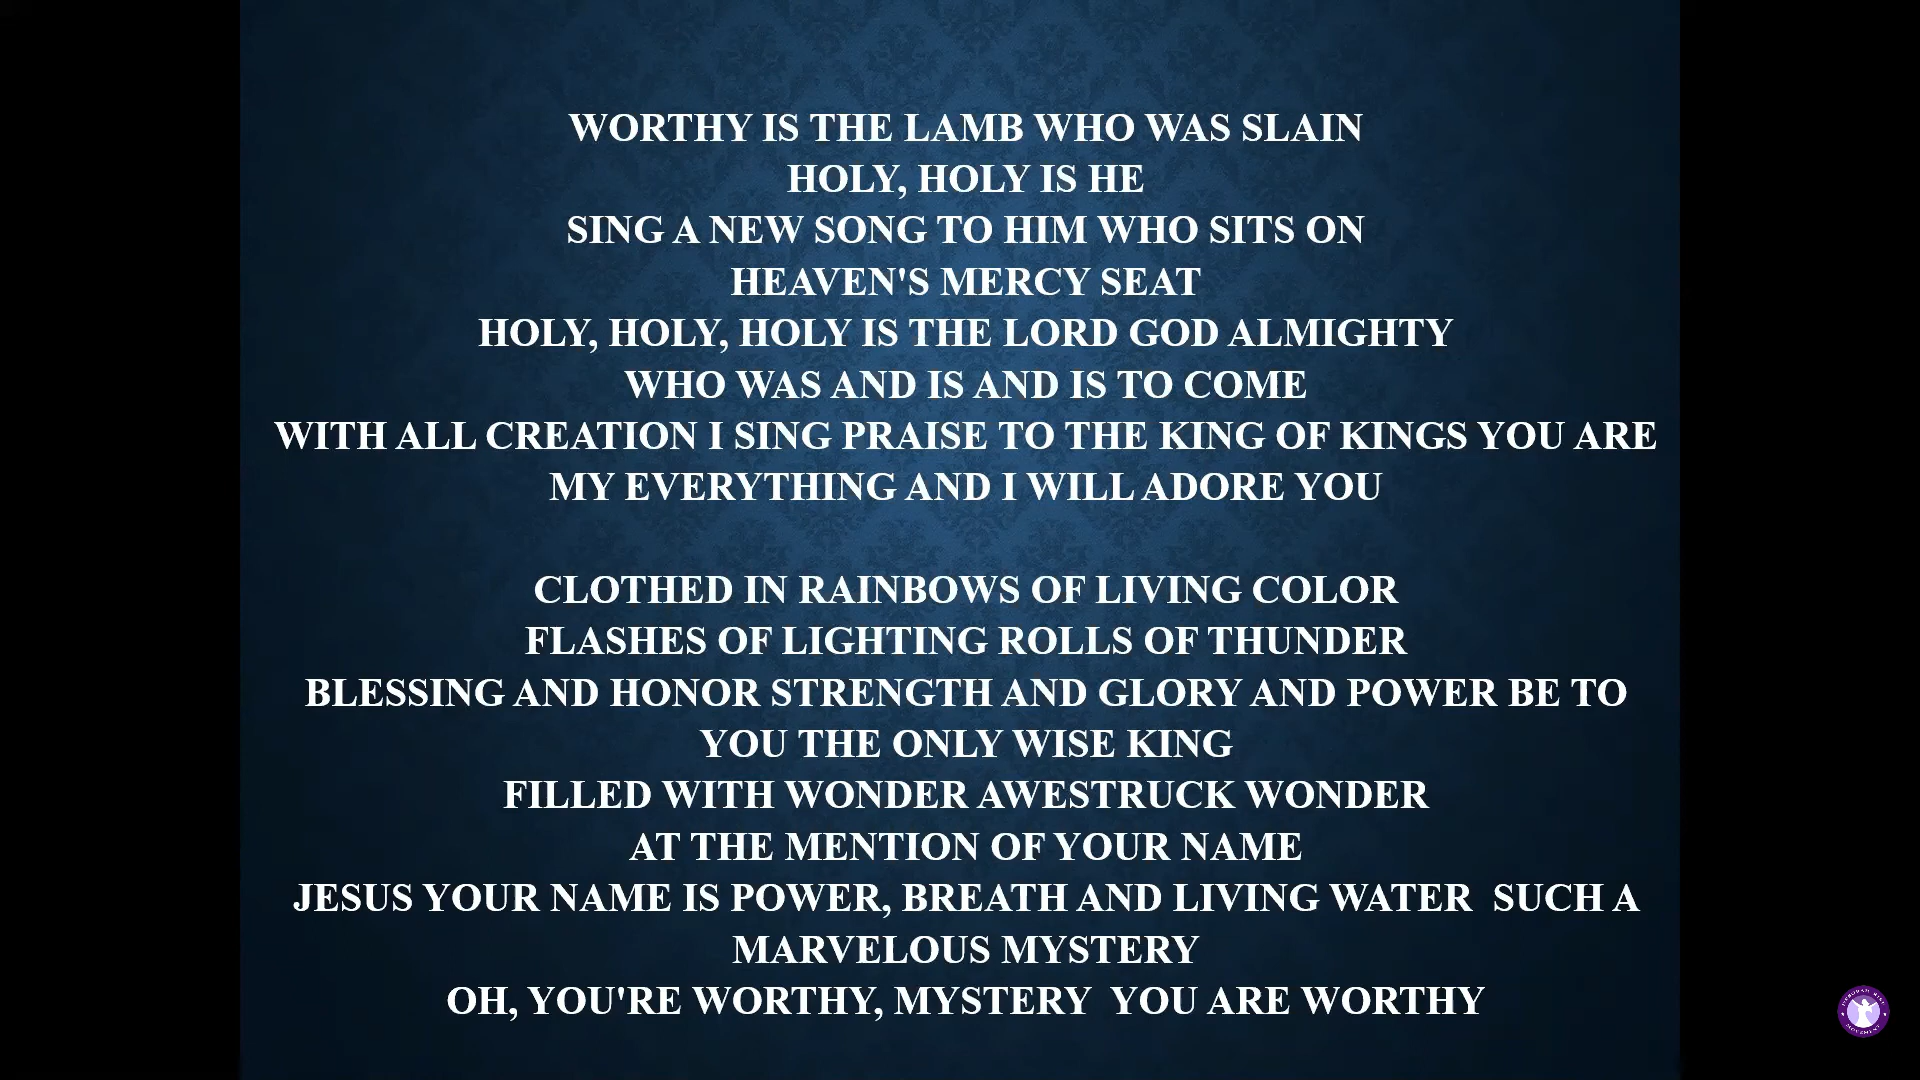 WORTHY IS THE LAMB WHO WAS SLAIN
HOLY, HOLY IS HE
SING A NEW SONG TO HIM WHO SITS ON
HEAVEN'S MERCY SEAT
HOLY, HOLY, HOLY IS THE LORD GOD ALMIGHTY
WHO WAS AND IS AND IS TO COME
WITH ALL CREATION I SING PRAISE TO THE KING OF KINGS YOU ARE
MY EVERYTHING AND I WILL ADORE YOU
CLOTHED IN RAINBOWS OF LIVING COLOR
FLASHES OF LIGHTING ROLLS OF THUNDER
BLESSING AND HONOR STRENGTH AND GLORY AND POWER BE TO
YOU THE ONLY WISE KING
FILLED WITH WONDER AWESTRUCK WONDER
AT THE MENTION OF YOUR NAME
JESUS YOUR NAME IS POWER, BREATH AND LIVING WATER  SUCH A
MARVELOUS MYSTERY
OH, YOU'RE WORTHY, MYSTERY  YOU ARE WORTHY
MOVEMENT